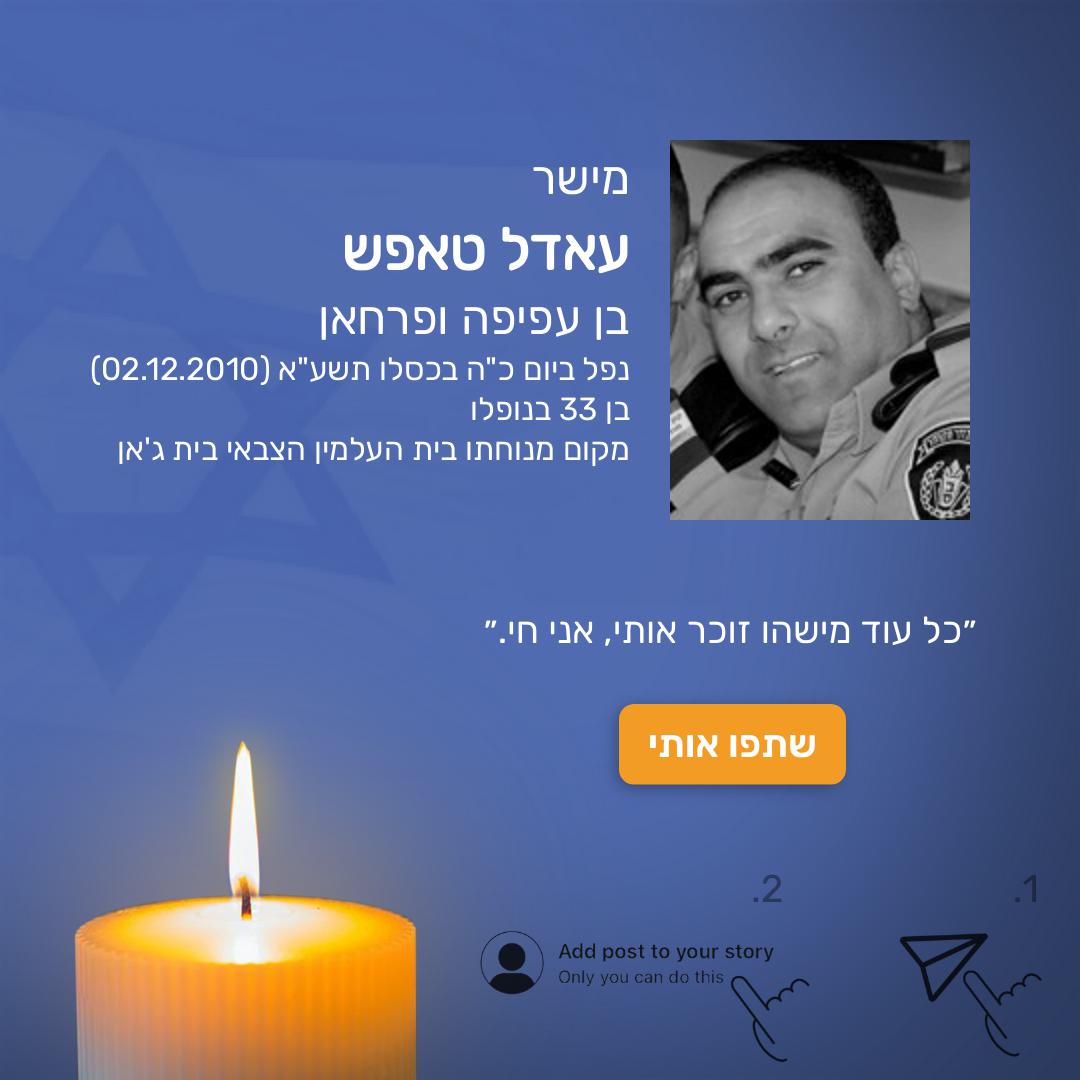 מישר
עאדל טאפש
בן עפיפה ופרחאן
נפל ביום כ"ה בכסלו תשע"א (02.12.2010)
בן 33 בנופלו
מקום מנוחתו בית העלמין הצבאי בית ג'אן
״כל עוד מישהו זוכר אותי, אני חי.״
שתפו אותי
1.
2.
Add post to your story
Only you can do this